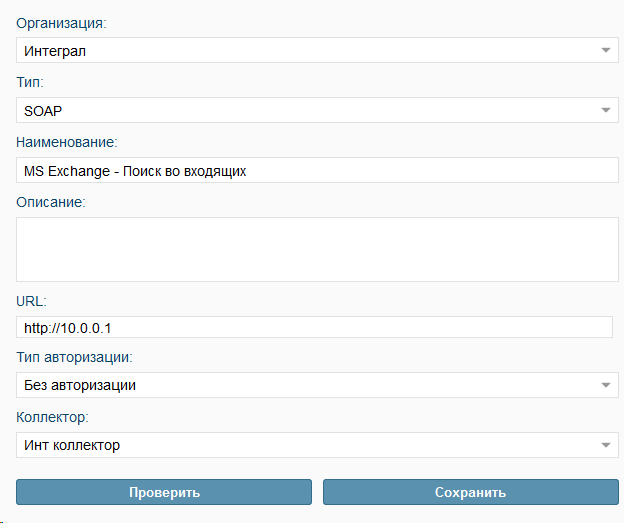 Организация:
Интеграл
Тип:
SOAP
Наименование:
MS Exchange - Поиск во входящих
Описание:
URL:
http://10.0.0.1
Тип авторизации:
Без авторизации
Коллектор:
Инт коллектор
Проверить Сохранить